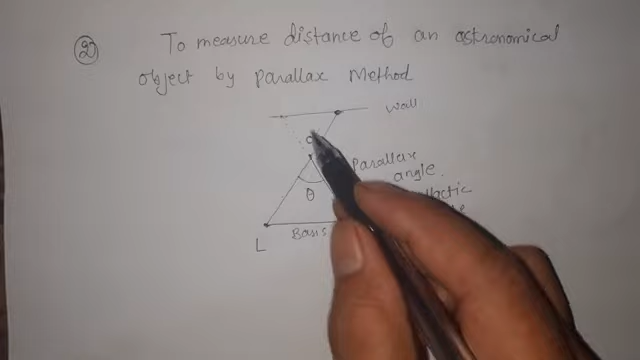 ② To measure distance of an astronomical
object by Parallax Method
wall
Parallax
angle.
θ
Basis
L